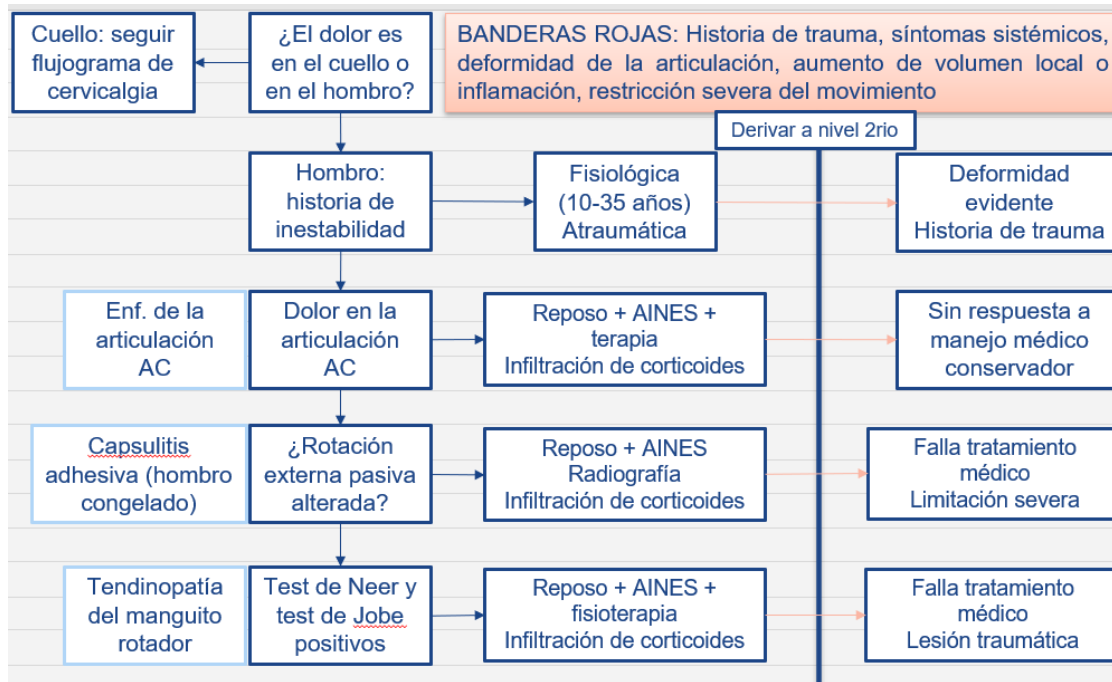 Cuello: seguir
flujograma de
cervicalgia
¿El dolor es
en el cuello o
en el hombro?
BANDERAS ROJAS: Historia de trauma, síntomas sistémicos,
deformidad de la articulación, aumento de volumen local o
inflamación, restricción severa del movimiento
Derivar a nivel 2rio
Hombro:
historia de
inestabilidad
Fisiológica
(10-35 años)
Atraumática
Deformidad
evidente
Historia de trauma
Enf. de la
articulación
AC
Dolor en la
articulación
AC
Reposo + AINES +
terapia
Infiltración de corticoides
Sin respuesta a
manejo médico
conservador
Capsulitis
adhesiva (hombro
congelado)
¿Rotación
externa pasiva
alterada?
Reposo + AINES
Radiografía
Infiltración de corticoides
Falla tratamiento
médico
Limitación severa
Tendinopatía
del manguito
rotador
Test de Neer y
test de Jobe
positivos
Reposo + AINES +
fisioterapia
Infiltración de corticoides
Falla tratamiento
médico
Lesión traumática